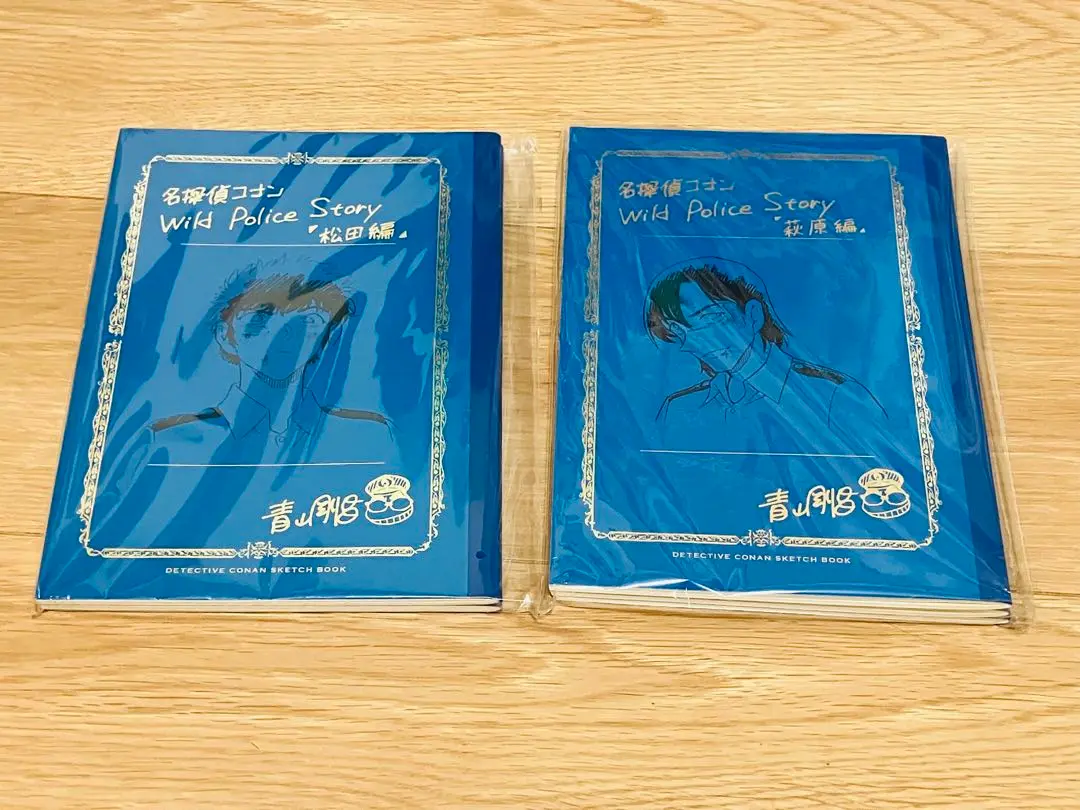 名探偵コナン
Wild Police Story
『松田編』
青山剛昌
DETECTIVE CONAN SKETCH BOOK
名探偵コナン
Wild Police Story
『萩原編』
青山剛昌
DETECTIVE CONAN SKETCH BOOK